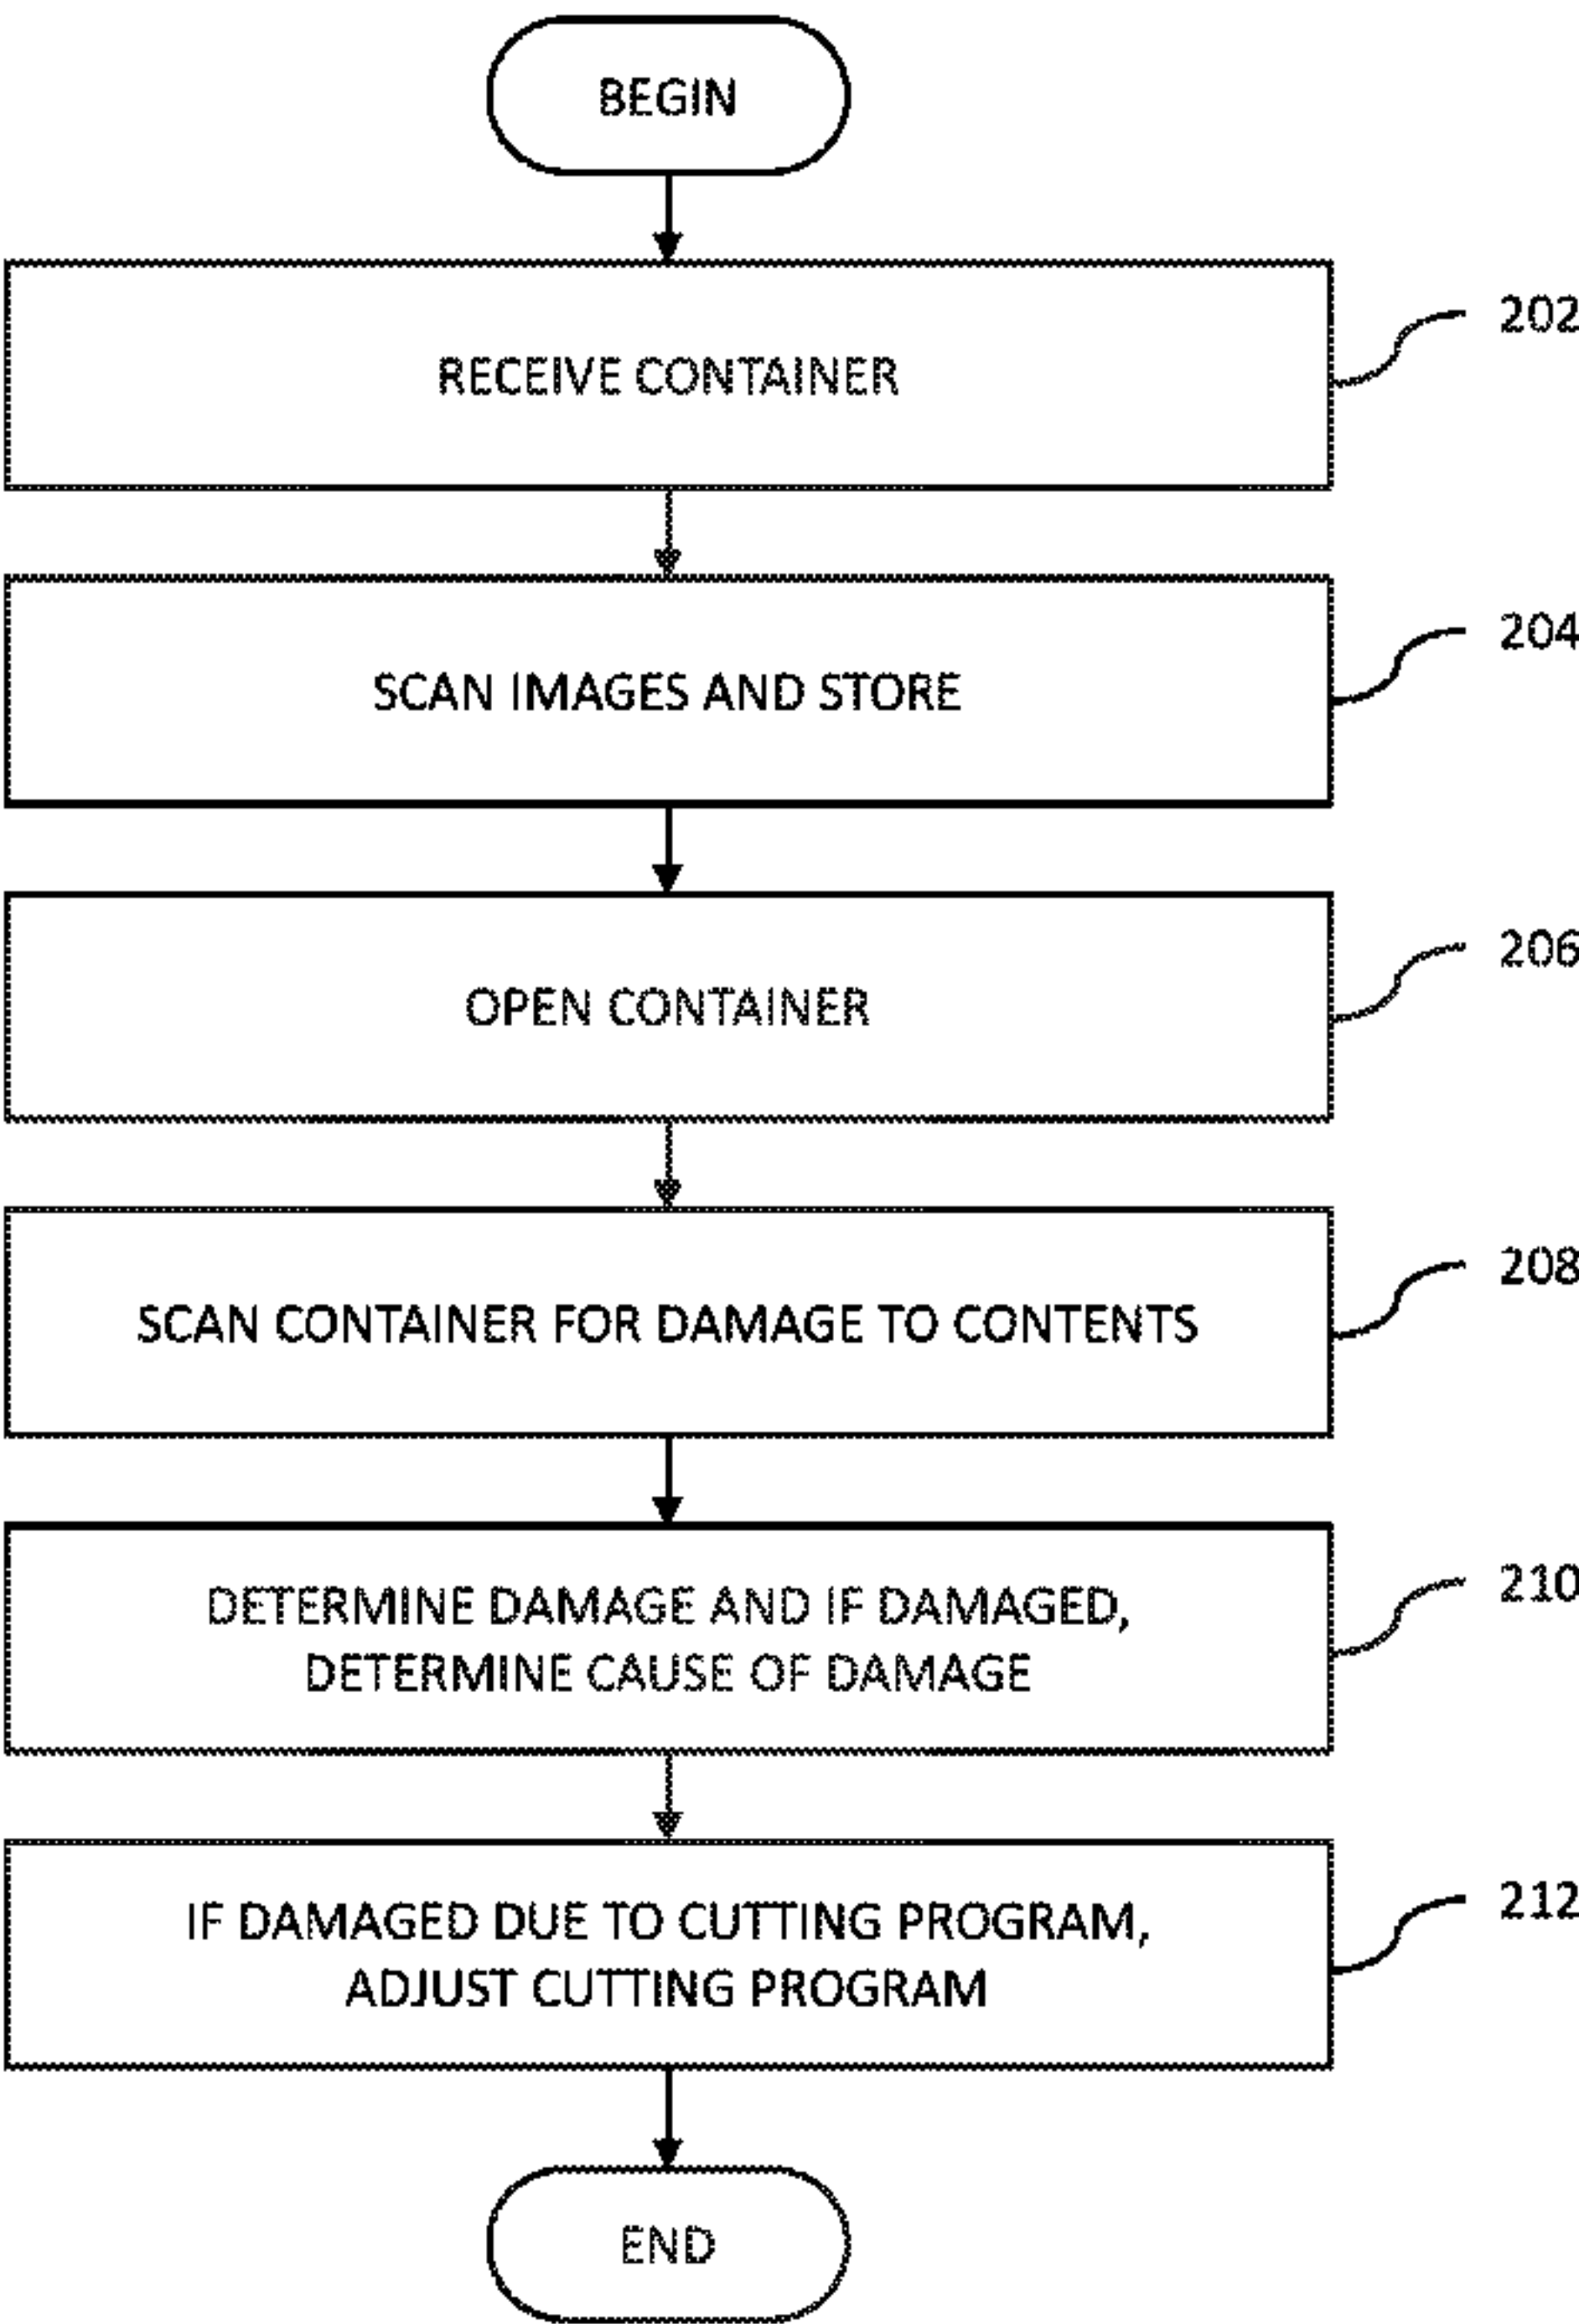 BEGIN
RECEIVE CONTAINER
202
SCAN IMAGES AND STORE
204
OPEN CONTAINER
206
SCAN CONTAINER FOR DAMAGE TO CONTENTS
208
DETERMINE DAMAGE AND IF DAMAGED,
DETERMINE CAUSE OF DAMAGE
210
IF DAMAGED DUE TO CUTTING PROGRAM,
ADJUST CUTTING PROGRAM
212
END